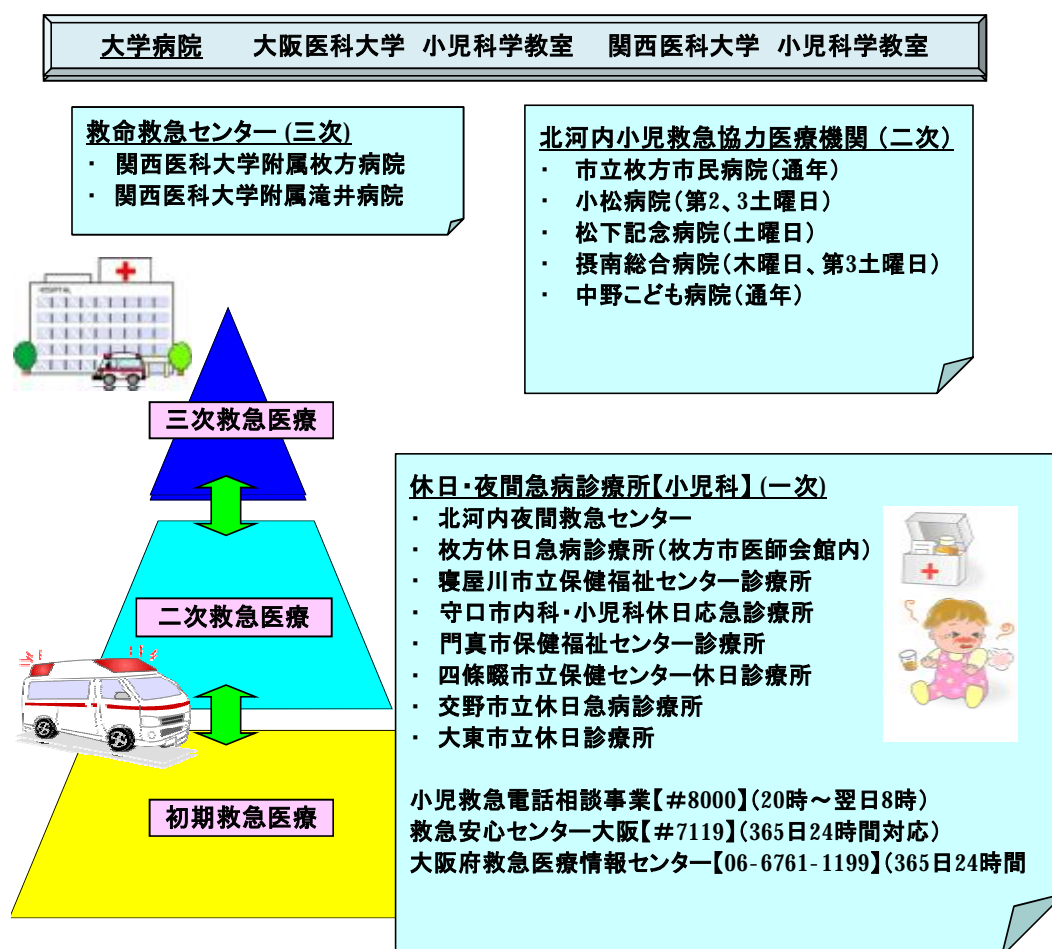 大学病院　大阪医科大学 小児科学教室　関西医科大学 小児科学教室
救命救急センター (三次)
・ 関西医科大学附属枚方病院
・ 関西医科大学附属滝井病院
北河内小児救急協力医療機関 (二次)
・ 市立枚方市民病院(通年)
・ 小松病院(第2、3土曜日)
・ 松下記念病院(土曜日)
・ 摂南総合病院(木曜日、第3土曜日)
・ 中野こども病院(通年)
HOSPITAL
三次救急医療
二次救急医療
初期救急医療
休日・夜間急病診療所【小児科】 (一次)
・ 北河内夜間救急センター
・ 枚方休日急病診療所(枚方市医師会館内)
・ 寝屋川市立保健福祉センター診療所
・ 守口市内科・小児科休日応急診療所
・ 門真市保健福祉センター診療所
・ 四條畷市立保健センター休日診療所
・ 交野市立休日急病診療所
・ 大東市立休日診療所
小児救急電話相談事業【＃8000】(20時～翌日8時)
救急安心センター大阪【＃7119】(365日24時間対応)
大阪府救急医療情報センター【06-6761-1199】(365日24時間